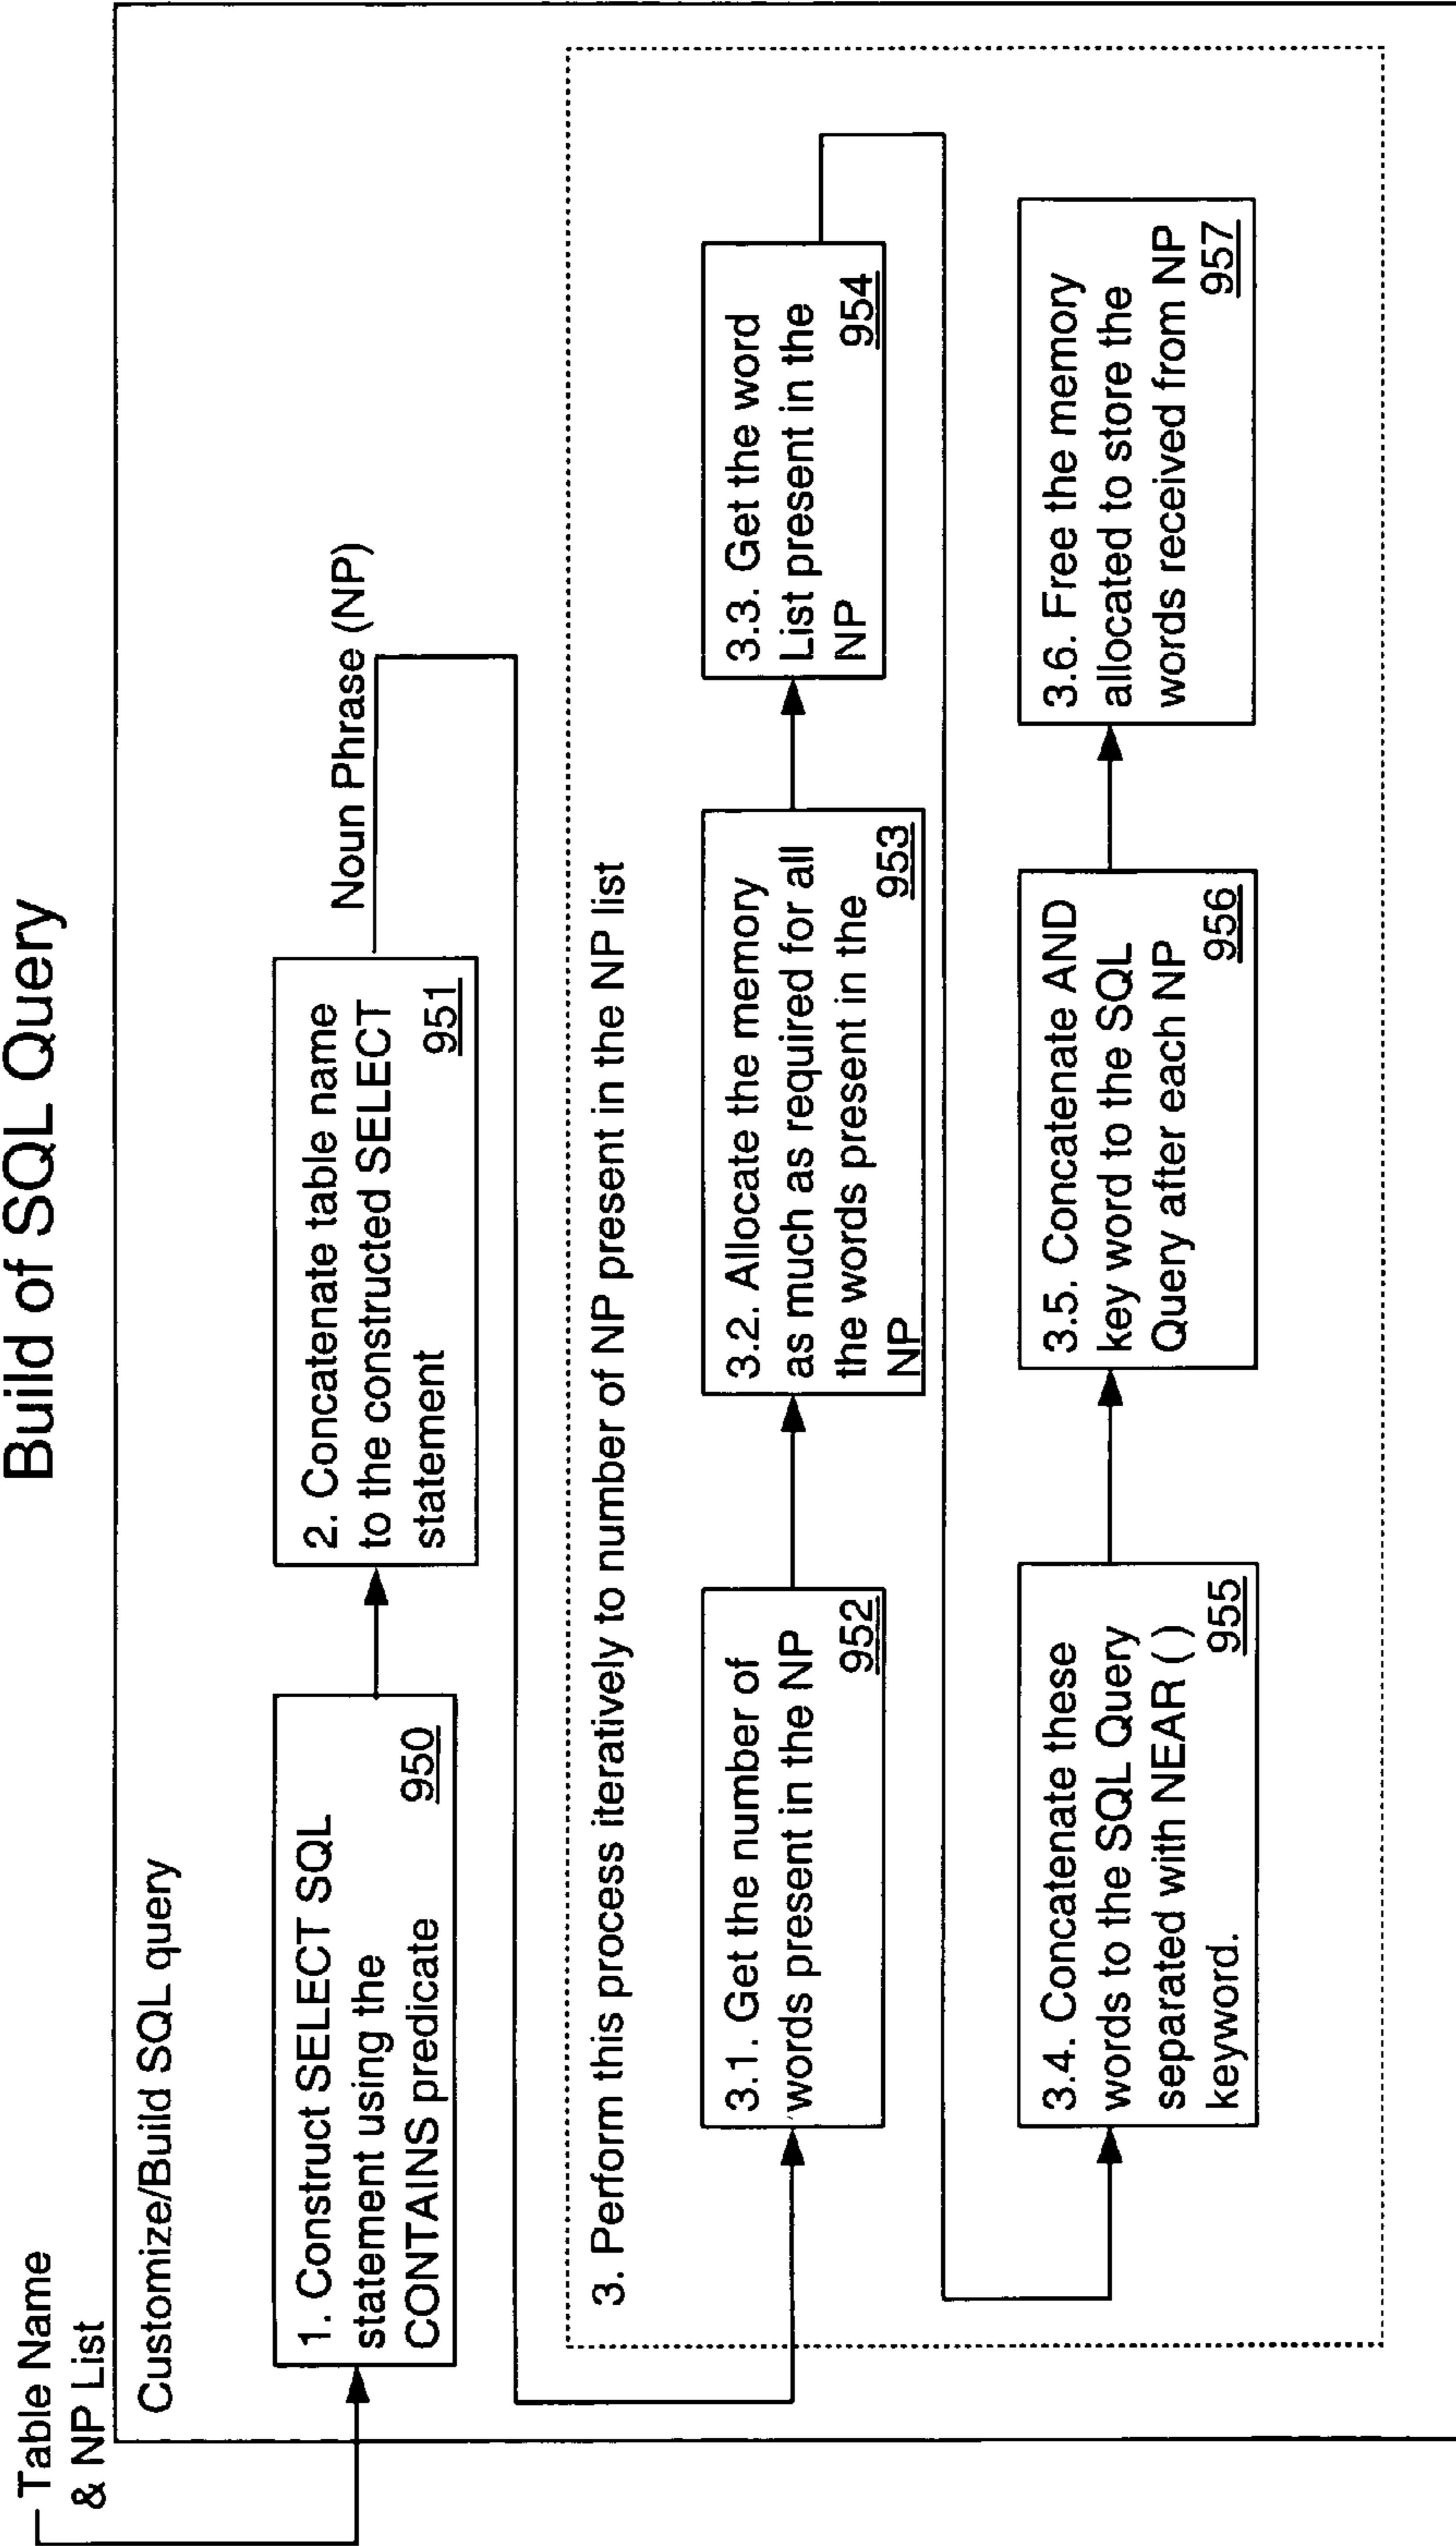 Build of SQL Query
Table Name
& NP List
Customize/Build SQL query
1. Construct SELECT SQL
statement using the
CONTAINS predicate
950
2. Concatenate table name
to the constructed SELECT
statement
951
Noun Phrase (NP)
3. Perform this process iteratively to number of NP present in the NP list
3.1. Get the number of
words present in the NP
952
3.2. Allocate the memory
as much as required for all
the words present in the
NP
953
3.3. Get the word
List present in the
NP
954
3.4. Concatenate these
words to the SQL Query
separated with NEAR ( )
keyword.
955
3.5. Concatenate AND
key word to the SQL
Query after each NP
956
3.6. Free the memory
allocated to store the
words received from NP
957